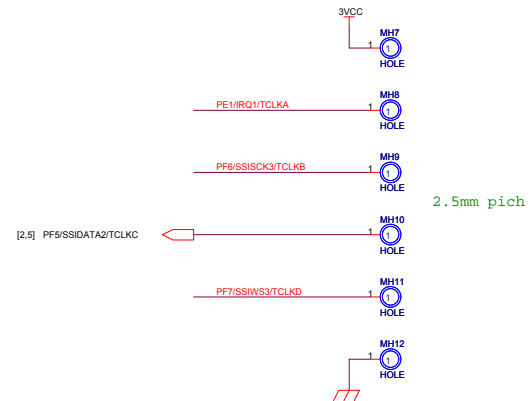 3VCC
MH7
1
1
HOLE
MH8
PE1/IRQ1/TCLKA
1
1
HOLE
MH9
PF6/SSISCK3/TCLKB
1
1
HOLE
2.5mm pich
MH10
[2,5] PF5/SSIDATA2/TCLKC
1
1
HOLE
MH11
PF7/SSIWS3/TCLKD
1
1
HOLE
MH12
1
1
HOLE